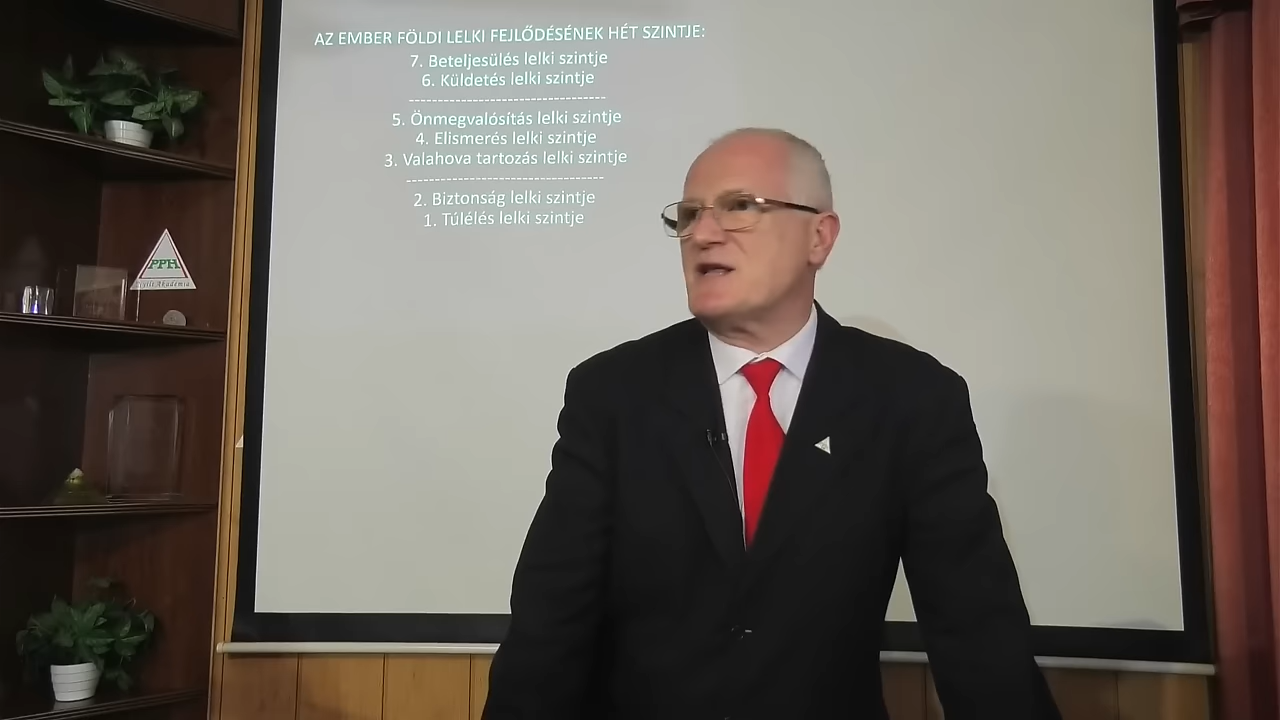 AZ EMBER FÖLDI LELKI FEJLŐDÉSÉNEK HÉT SZINTJE:
7. Beteljesülés lelki szintje
6. Küldetés lelki szintje
---------------------------------
5. Önmegvalósítás lelki szintje
4. Elismerés lelki szintje
3. Valahova tartozás lelki szintje
---------------------------------
2. Biztonság lelki szintje
1. Túlélés lelki szintje
PPH
Akadémia